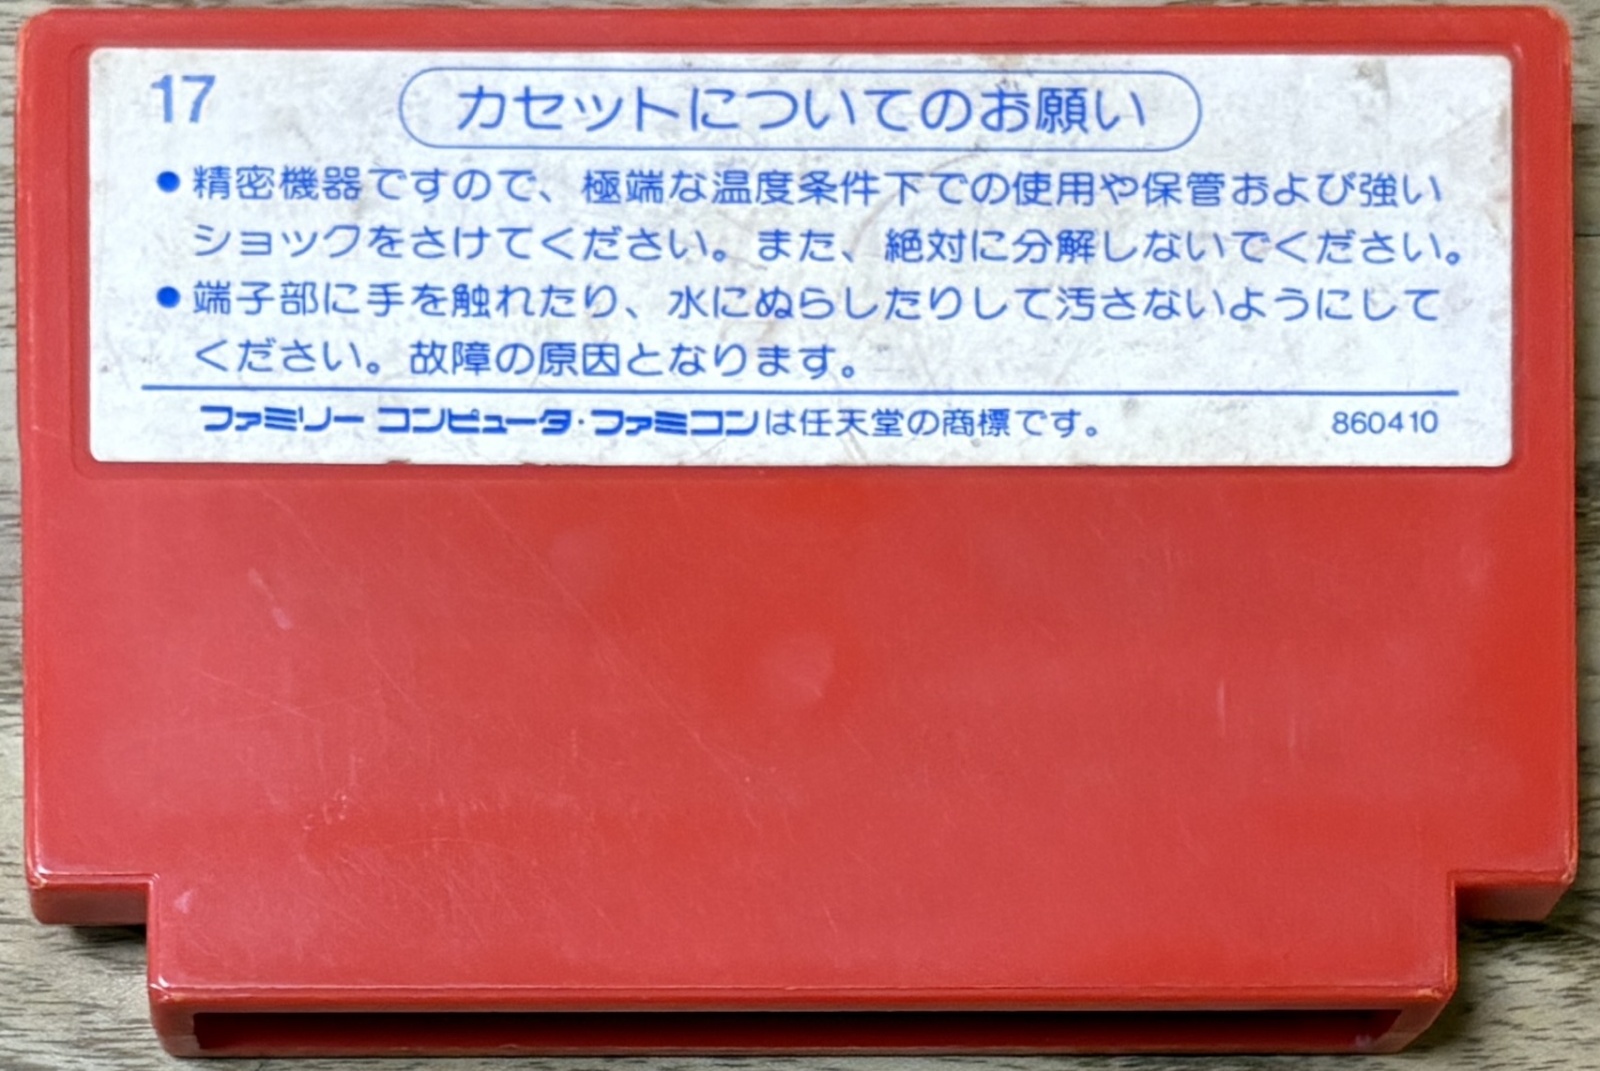 17
カセットについてのお願い
●精密機器ですので、極端な温度条件下での使用や保管および強い
ショックをさけてください。また、絶対に分解しないでください。
●端子部に手を触れたり、水にぬらしたりして汚さないようにして
ください。故障の原因となります。
ファミリー コンピュータ・ファミコンは任天堂の商標です。 860410